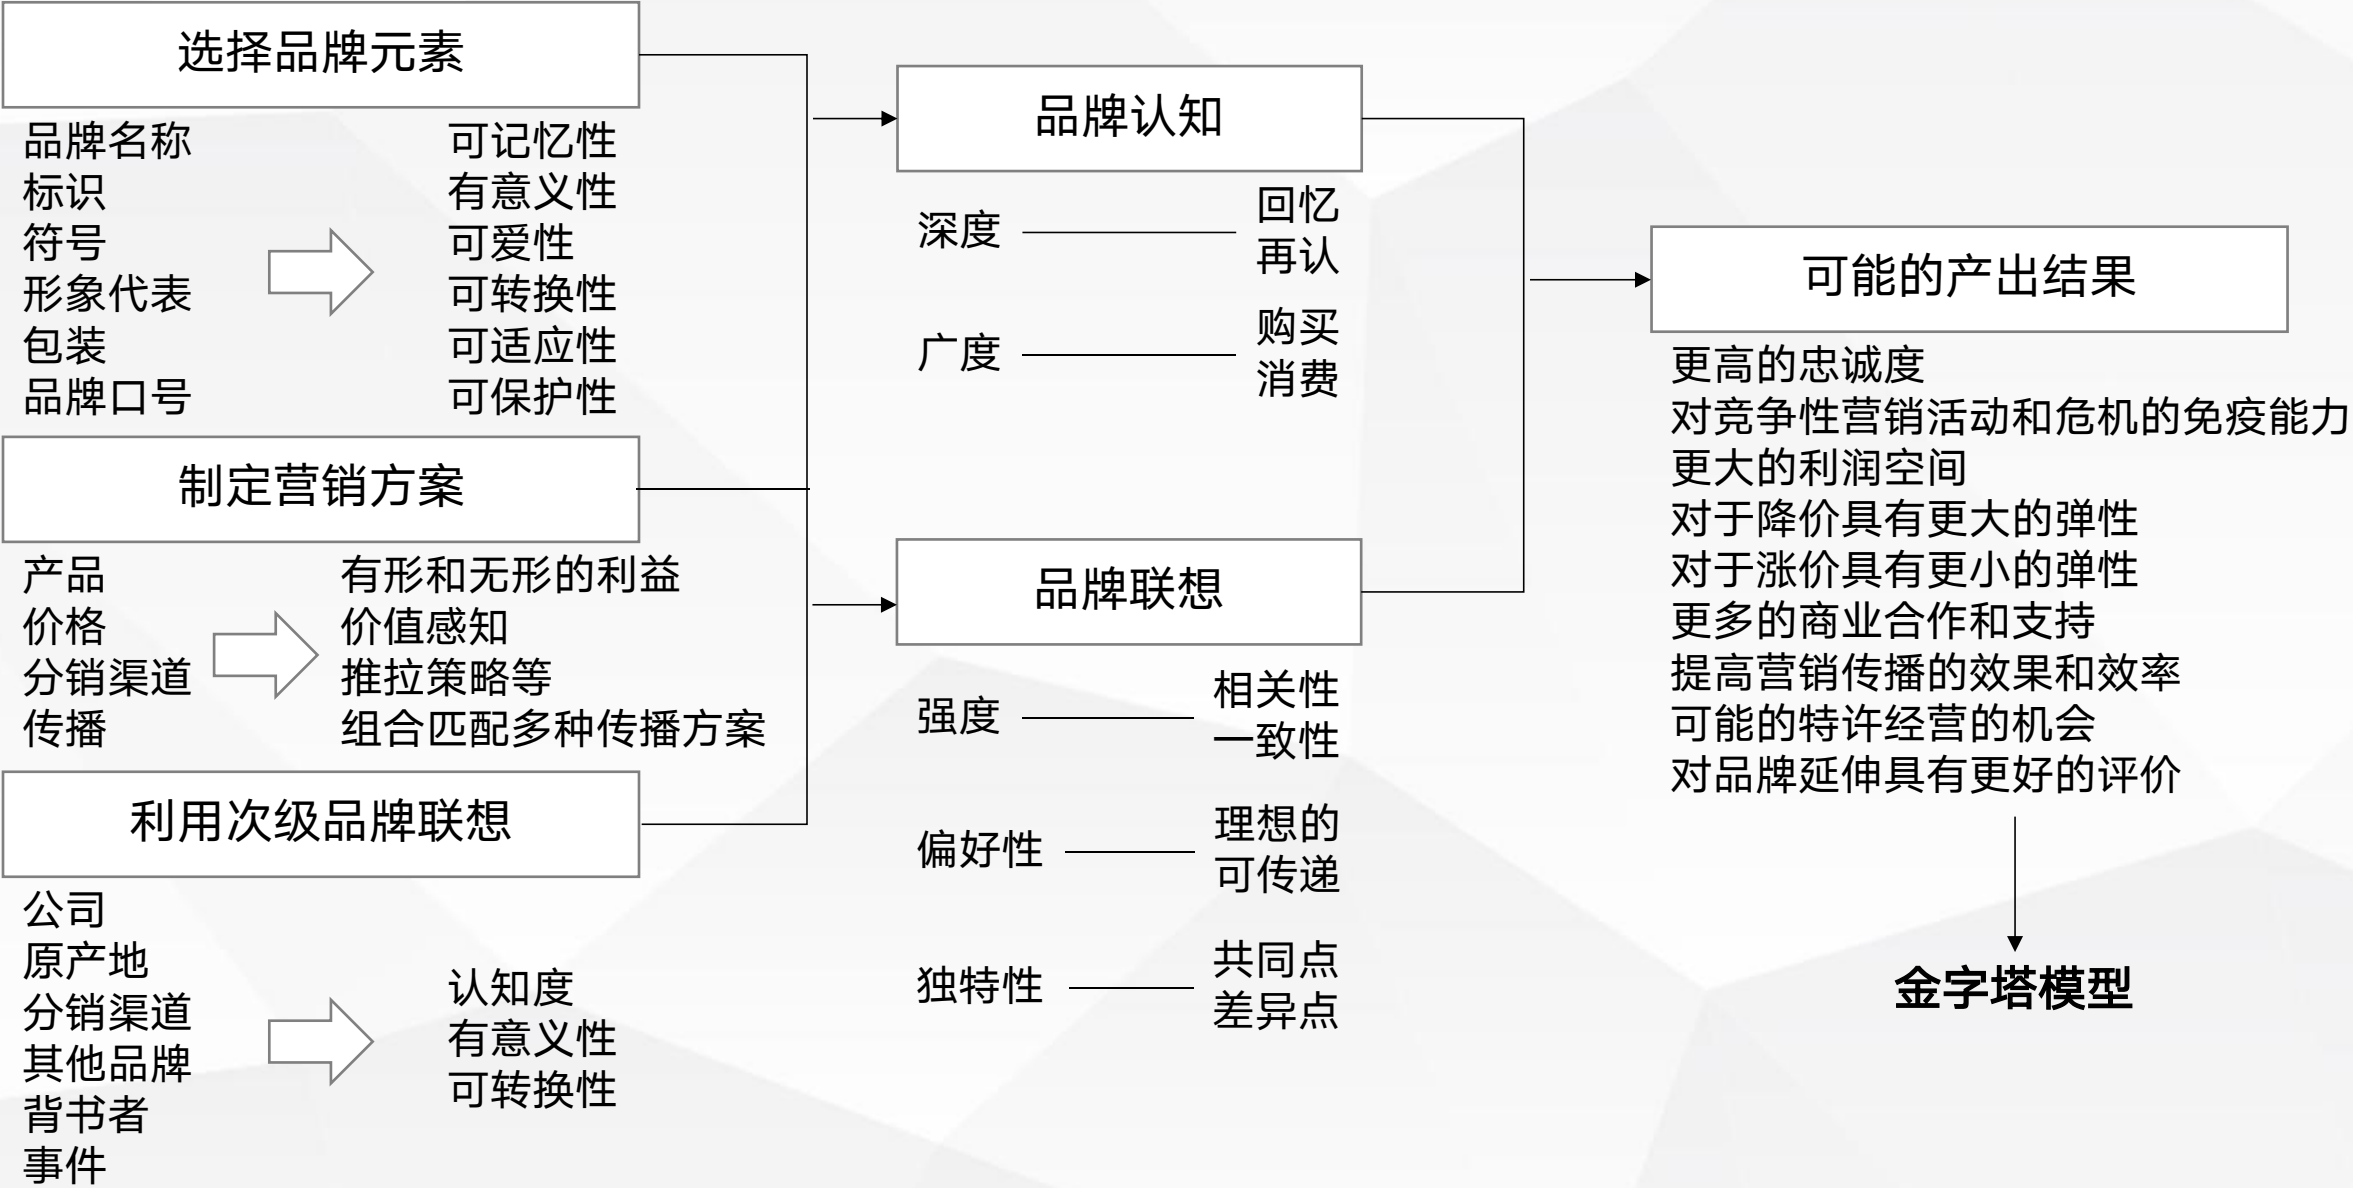 选择品牌元素
品牌名称
标识
符号
形象代表
包装
品牌口号
可记忆性
有意义性
可爱性
可转换性
可适应性
可保护性
制定营销方案
产品
价格
分销渠道
传播
有形和无形的利益
价值感知
推拉策略等
组合匹配多种传播方案
利用次级品牌联想
公司
原产地
分销渠道
其他品牌
背书者
事件
认知度
有意义性
可转换性
品牌认知
深度
回忆
再认
广度
购买
消费
品牌联想
强度
相关性
一致性
偏好性
理想的
可传递
独特性
共同点
差异点
可能的产出结果
更高的忠诚度
对竞争性营销活动和危机的免疫能力
更大的利润空间
对于降价具有更大的弹性
对于涨价具有更小的弹性
更多的商业合作和支持
提高营销传播的效果和效率
可能的特许经营的机会
对品牌延伸具有更好的评价
金字塔模型